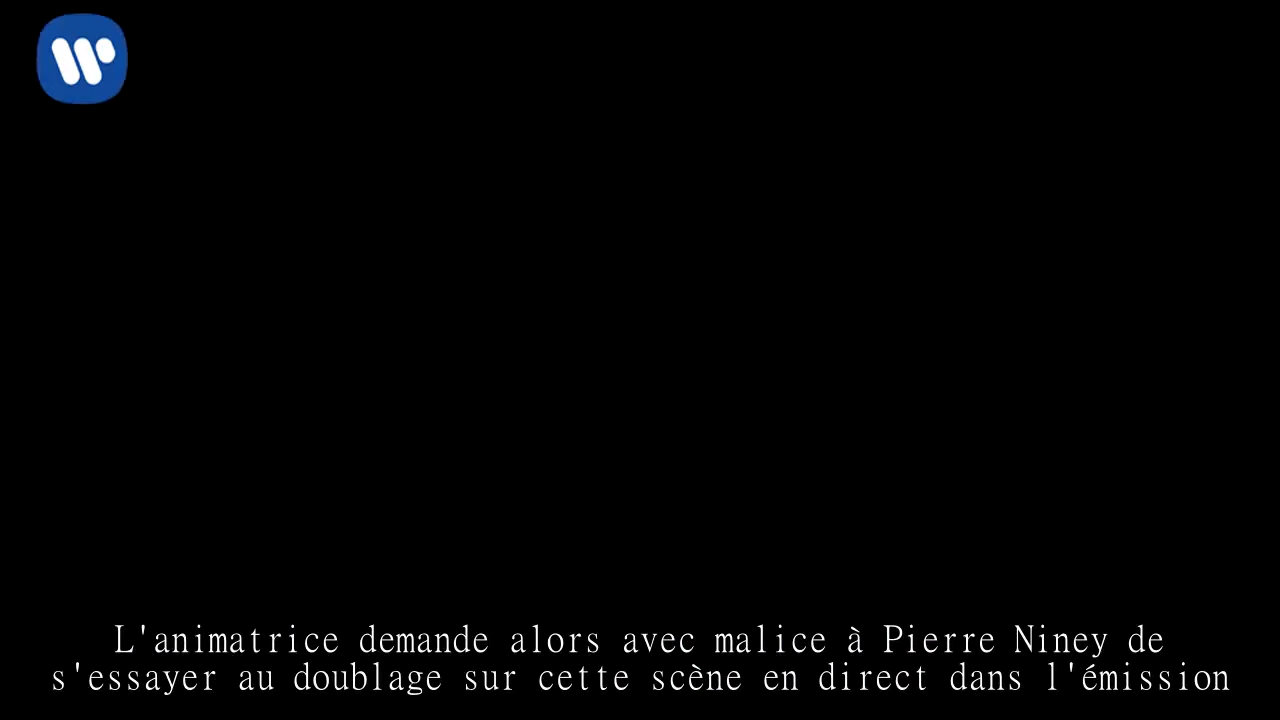 L'animatrice demande alors avec malice à Pierre Niney de
s'essayer au doublage sur cette scène en direct dans l'émission